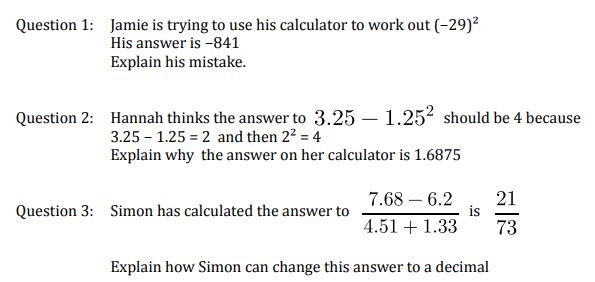 Question 1: Jamie is trying to use his calculator to work out (−29)²
His answer is −841
Explain his mistake.
Question 2: Hannah thinks the answer to 3.25 − 1.25² should be 4 because
3.25 – 1.25 = 2 and then 2² = 4
Explain why the answer on her calculator is 1.6875
Question 3: Simon has calculated the answer to (7.68 − 6.2)/(4.51 + 1.33) is 21/73
Explain how Simon can change this answer to a decimal